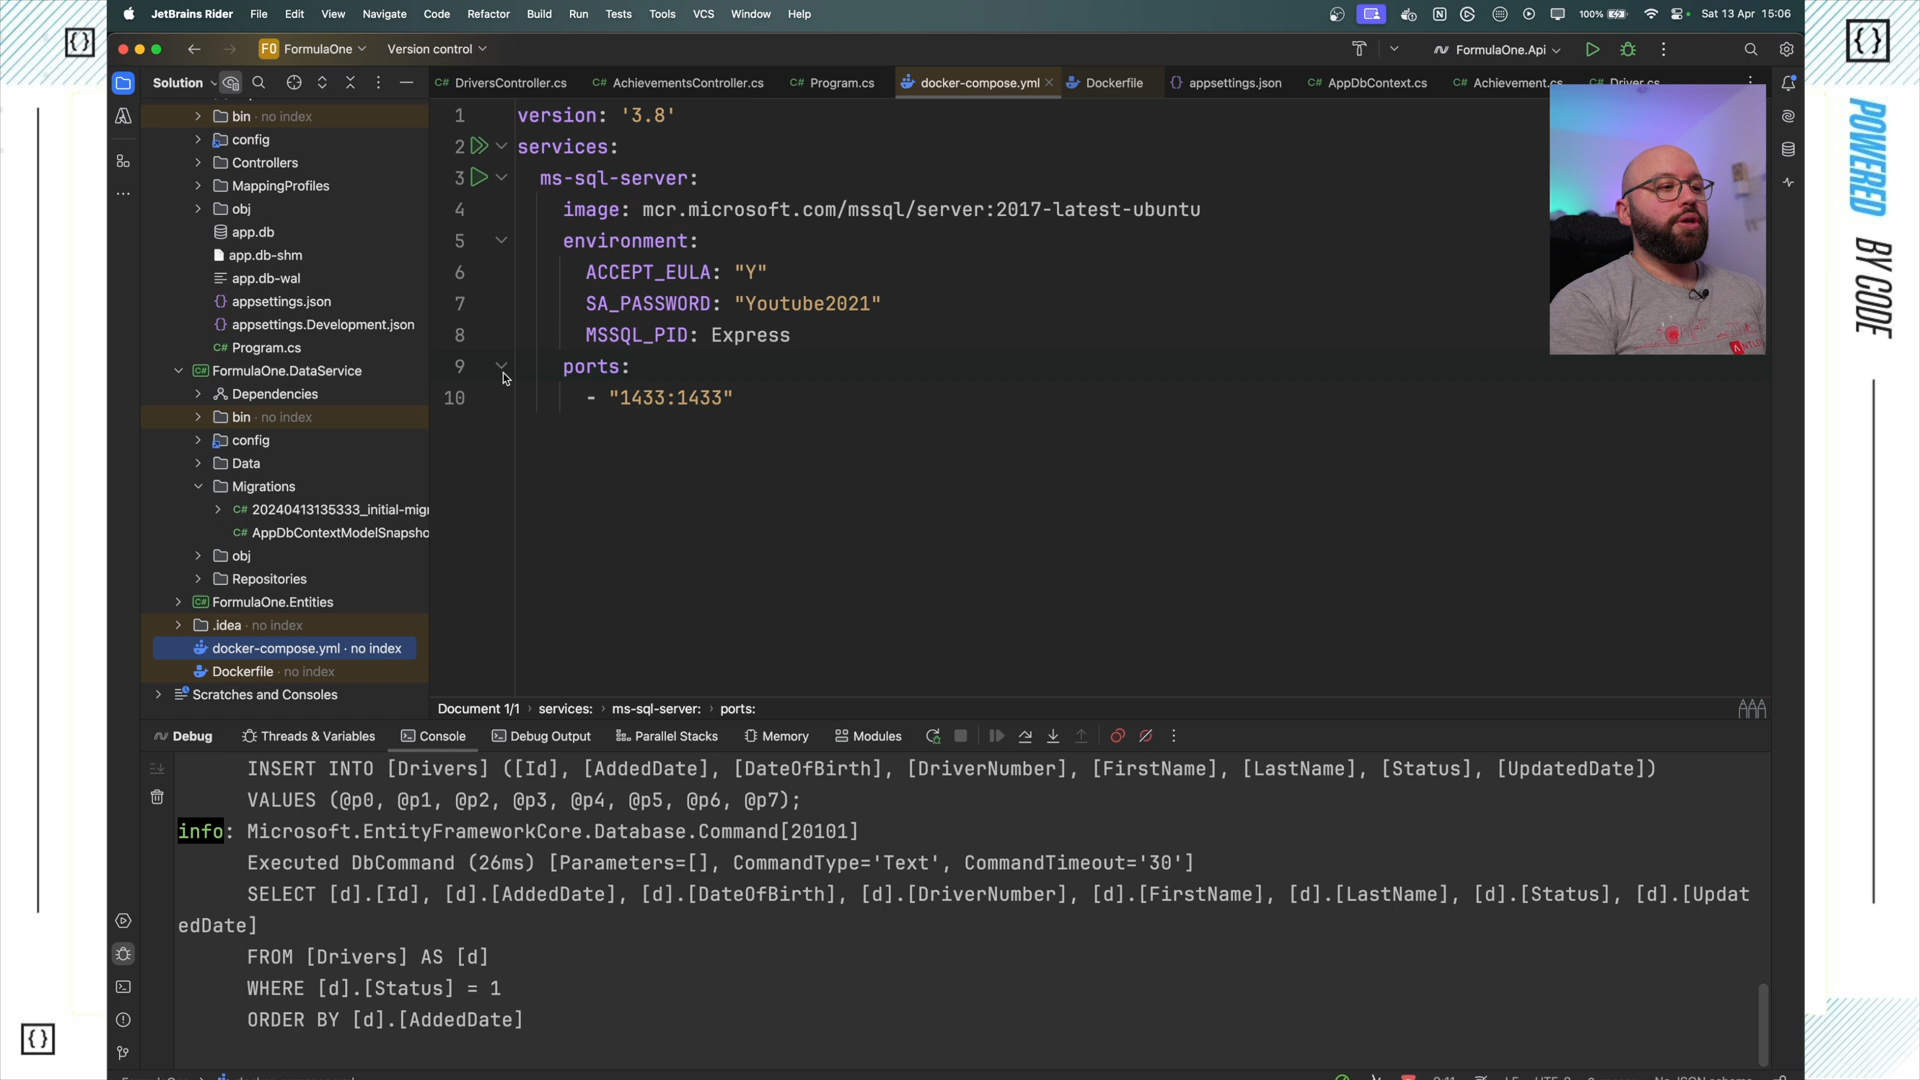 JetBrains Rider File Edit View Navigate Code Refactor Build Run Tests Tools VCS Window Help 100% Sat 13 Apr 15:06
F0 FormulaOne Version control FormulaOne.Api
Solution
DriversController.cs AchievementsController.cs Program.cs docker-compose.yml Dockerfile appsettings.json AppDbContext.cs Achievement.cs Driver.cs
bin · no index
config
Controllers
MappingProfiles
obj
app.db
app.db-shm
app.db-wal
appsettings.json
appsettings.Development.json
Program.cs
FormulaOne.DataService
Dependencies
bin · no index
config
Data
Migrations
20240413135333_initial-migr
AppDbContextModelSnapsho
obj
Repositories
FormulaOne.Entities
.idea · no index
docker-compose.yml · no index
Dockerfile · no index
Scratches and Consoles
1 version: '3.8'
2 services:
3 ms-sql-server:
4 image: mcr.microsoft.com/mssql/server:2017-latest-ubuntu
5 environment:
6 ACCEPT_EULA: "Y"
7 SA_PASSWORD: "Youtube2021"
8 MSSQL_PID: Express
9 ports:
10 - "1433:1433"
Document 1/1 services: ms-sql-server: ports:
Debug Threads & Variables Console Debug Output Parallel Stacks Memory Modules
INSERT INTO [Drivers] ([Id], [AddedDate], [DateOfBirth], [DriverNumber], [FirstName], [LastName], [Status], [UpdatedDate])
VALUES (@p0, @p1, @p2, @p3, @p4, @p5, @p6, @p7);
info: Microsoft.EntityFrameworkCore.Database.Command[20101]
Executed DbCommand (26ms) [Parameters=[], CommandType='Text', CommandTimeout='30']
SELECT [d].[Id], [d].[AddedDate], [d].[DateOfBirth], [d].[DriverNumber], [d].[FirstName], [d].[LastName], [d].[Status], [d].[Updat
edDate]
FROM [Drivers] AS [d]
WHERE [d].[Status] = 1
ORDER BY [d].[AddedDate]
POWERED BY CODE
{}
{}
{}